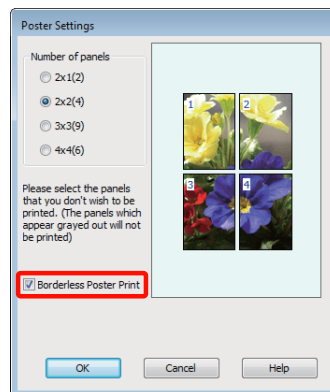 Poster Settings
Number of panels
2x1(2)
2x2(4)
3x3(9)
4x4(6)
1 2
3 4
Please select the panels
that you don't wish to be
printed. (The panels which
appear grayed out will not
be printed)
Borderless Poster Print
OK Cancel Help